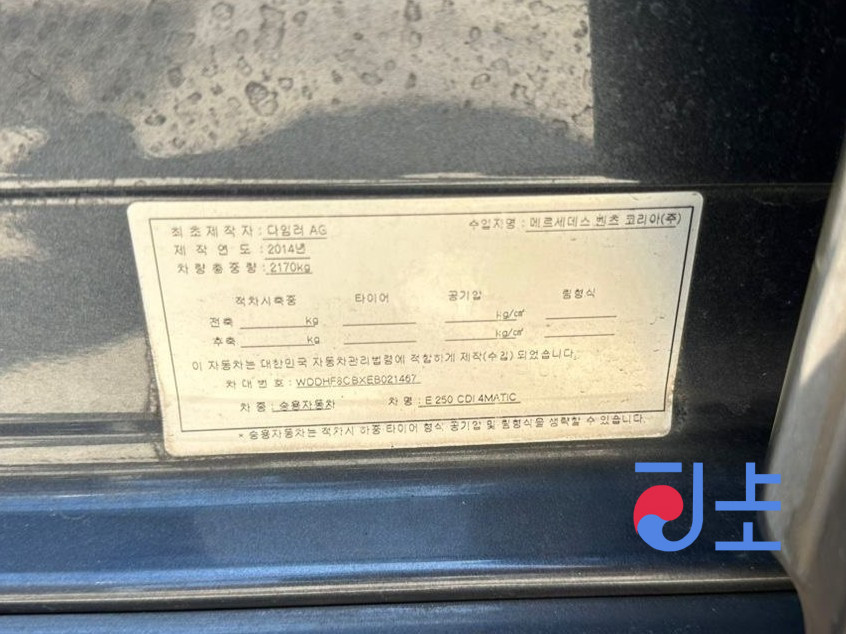 최초제작자 : 다임러 AG 수입자명 : 메르세데스 벤츠 코리아(주)
제 작 연 도 : 2014년
차 량 총 중 량 : 2170kg
적차시축중 타이어 공기압 림형식
전축 kg kg/㎠
후축 kg kg/㎠
이 자동차는 대한민국 자동차관리법령에 적합하게 제작(수입) 되었습니다.
차 대 번 호 : WDDHF8CBXEB021467
차 종 : 승용자동차 차 명 : E 250 CDI 4MATIC
* 승용자동차는 적차시 하중 타이어 형식 공기압 및 림형식을 생략할 수 있습니다.